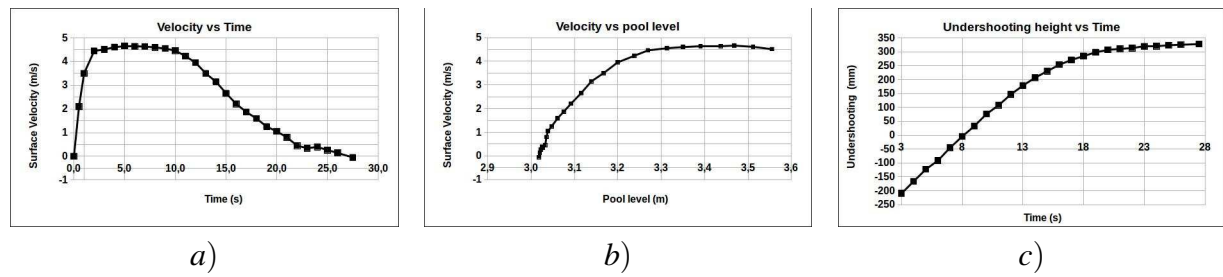 Velocity vs Time
Surface Velocity (m/s)
5
4
3
2
1
0
-1
0,0 5,0 10,0 15,0 20,0 25,0 30,0
Time (s)
a)
Velocity vs pool level
Surface Velocity (m/s)
5
4
3
2
1
0
-1
2,9 3,0 3,1 3,2 3,3 3,4 3,5 3,6
Pool level (m)
b)
Undershooting height vs Time
Undershooting (mm)
350
300
250
200
150
100
50
0
-50
-100
-150
-200
-250
3 8 13 18 23 28
Time (s)
c)